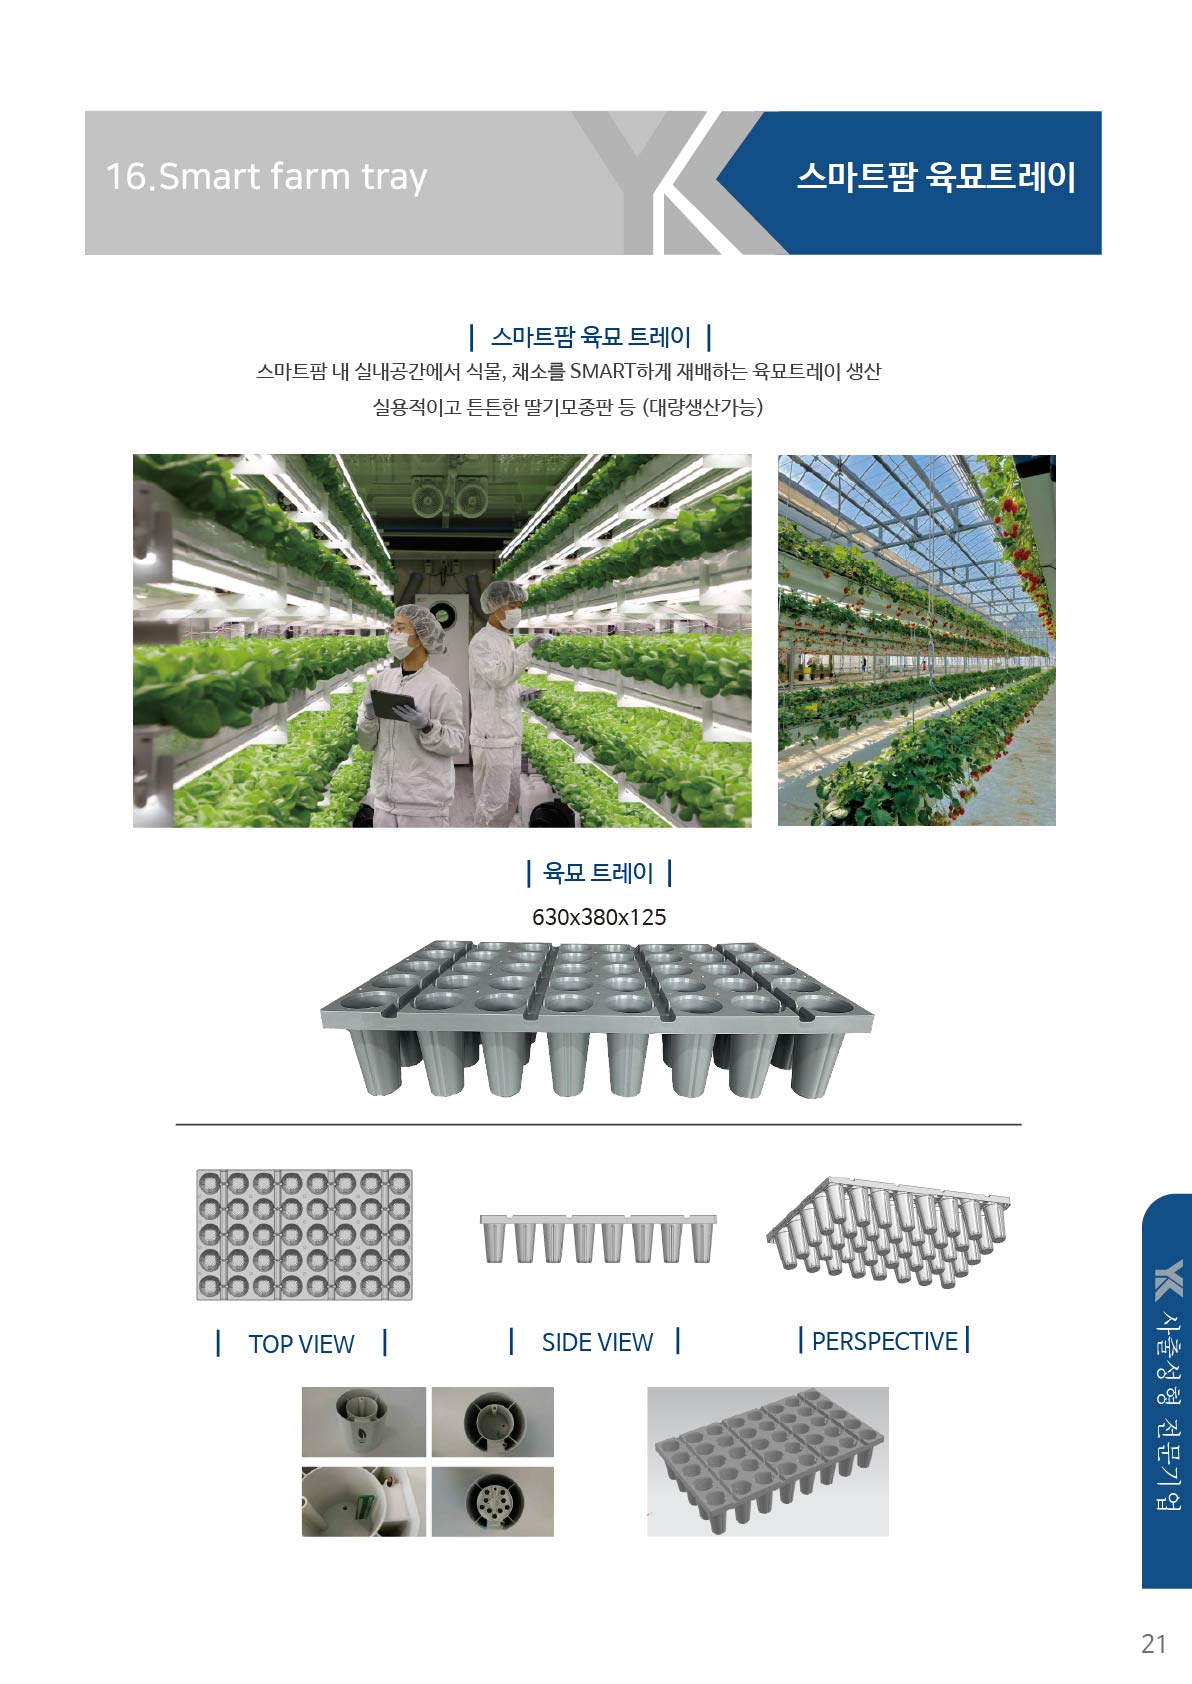 16.Smart farm tray
스마트팜 육묘트레이
스마트팜 육묘 트레이
스마트팜 내 실내공간에서 식물, 채소를 SMART하게 재배하는 육묘트레이 생산
실용적이고 튼튼한 딸기모종판 등 (대량생산가능)
육묘 트레이
630x380x125
TOP VIEW
SIDE VIEW
PERSPECTIVE
YK 사출성형 전문기업
21